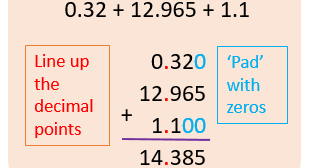 0.32 + 12.965 + 1.1
Line up
the
decimal
points
0.320
12.965
+
1.100
14.385
‘Pad’
with
zeros